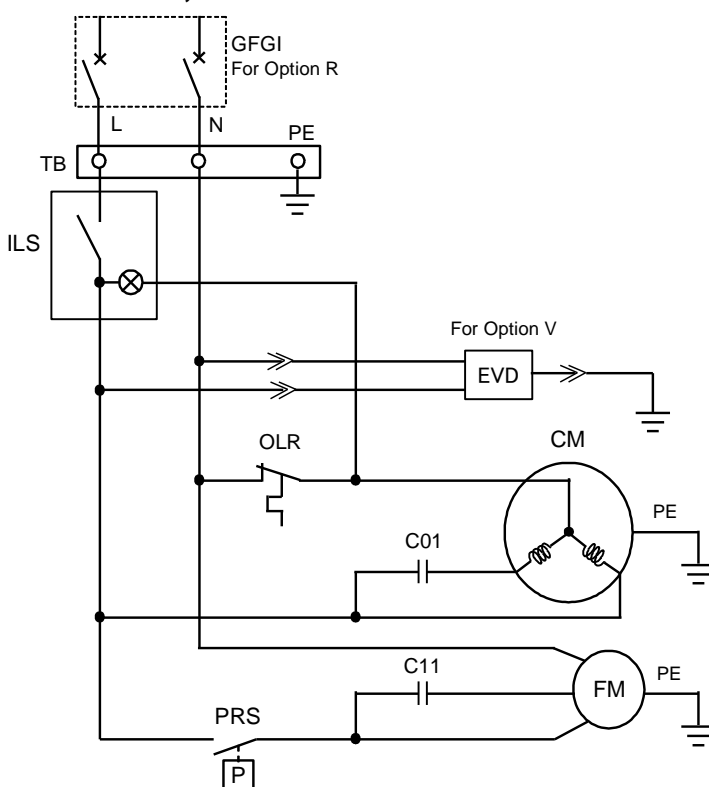 GFGI
For Option R
L
N
PE
TB
ILS
For Option V
EVD
OLR
CM
PE
C01
C11
FM
PE
PRS
P